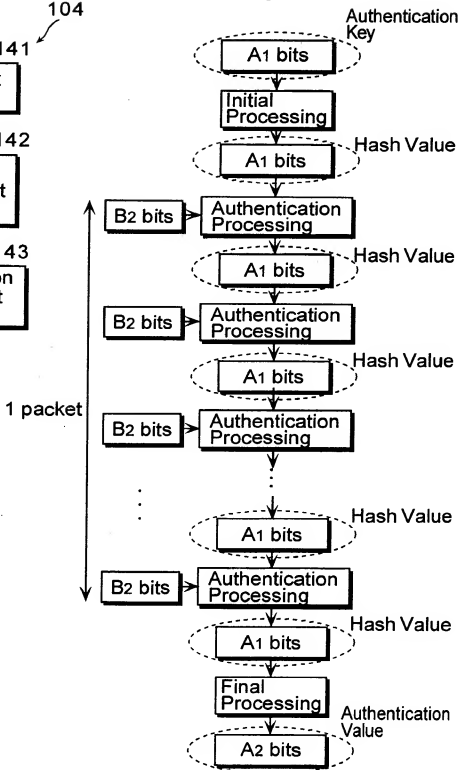 104
Authentication
Key
141
A1 bits
Initial
Processing
142
Hash Value
A1 bits
B2 bits
Authentication
Processing
143
Hash Value
A1 bits
B2 bits
Authentication
Processing
Hash Value
A1 bits
1 packet
B2 bits
Authentication
Processing
Hash Value
A1 bits
B2 bits
Authentication
Processing
Hash Value
A1 bits
Final
Processing
Authentication
Value
A2 bits